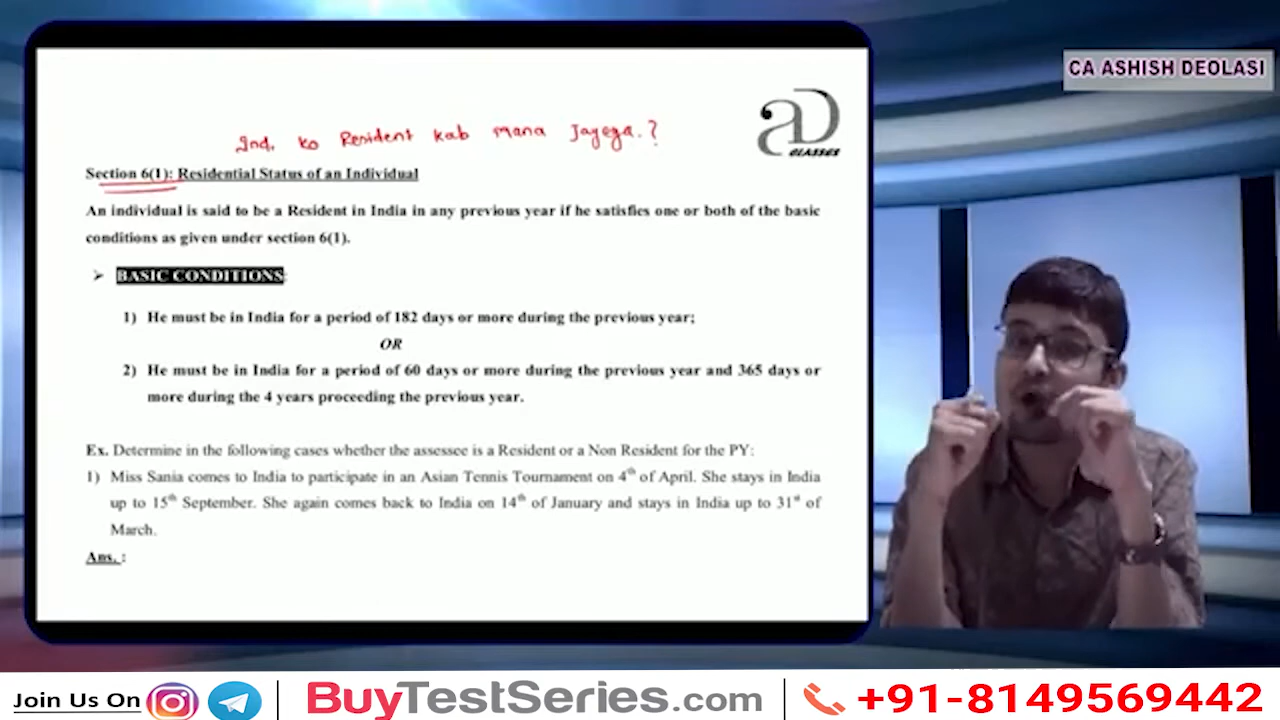 CA ASHISH DEOLASI
aD
CLASSES
Ind. ko Resident kab mana Jayega.?
Section 6(1): Residential Status of an Individual
An individual is said to be a Resident in India in any previous year if he satisfies one or both of the basic
conditions as given under section 6(1).
➢ BASIC CONDITIONS:
1) He must be in India for a period of 182 days or more during the previous year;
OR
2) He must be in India for a period of 60 days or more during the previous year and 365 days or
more during the 4 years proceeding the previous year.
Ex. Determine in the following cases whether the assessee is a Resident or a Non Resident for the PY:
1) Miss Sania comes to India to participate in an Asian Tennis Tournament on 4th of April. She stays in India
up to 15th September. She again comes back to India on 14th of January and stays in India up to 31st of
March.
Ans. :
Join Us On BuyTestSeries.com +91-8149569442